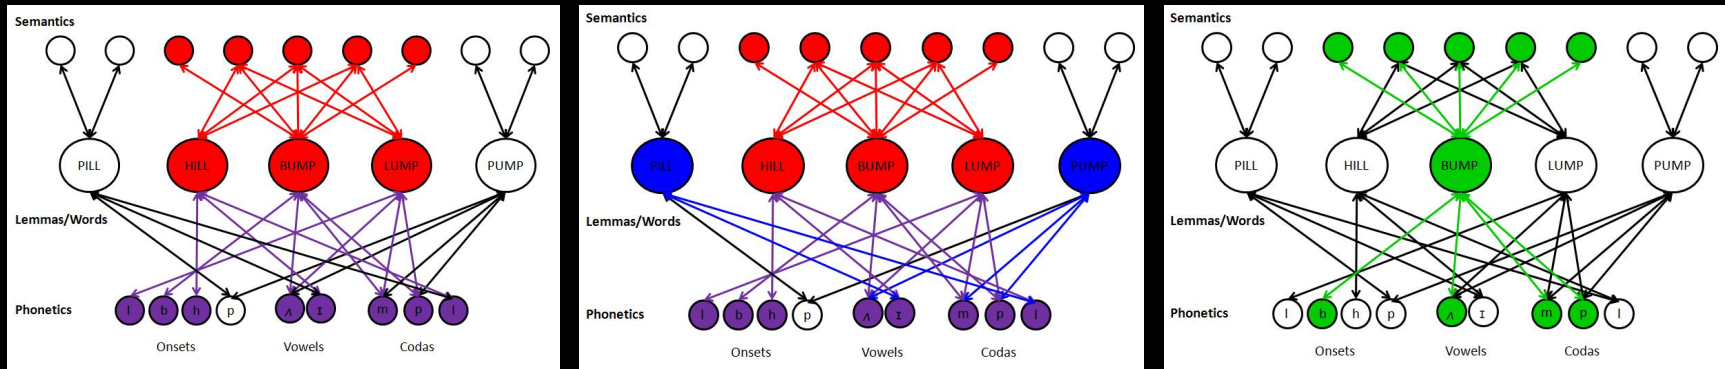 Semantics
PILL HILL BUMP LUMP PUMP
Lemmas/Words
Phonetics
l b h p ʌ ɪ m p l
Onsets Vowels Codas
Semantics
PILL HILL BUMP LUMP PUMP
Lemmas/Words
Phonetics
l b h p ʌ ɪ m p l
Onsets Vowels Codas
Semantics
PILL HILL BUMP LUMP PUMP
Lemmas/Words
Phonetics
l b h p ʌ ɪ m p l
Onsets Vowels Codas